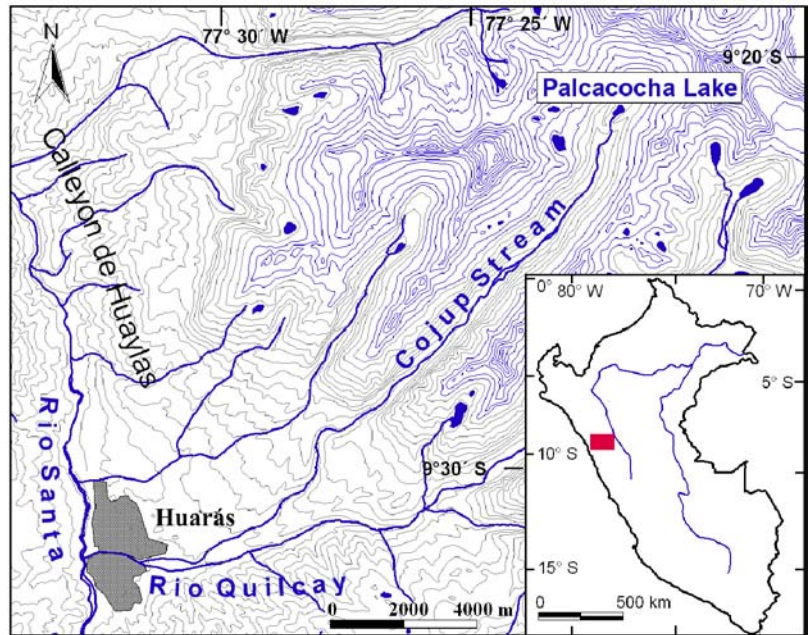 77° 30´ W
77° 25´ W
N
9°20´ S
Palcacocha Lake
Calleyon de Huaylas
Cojup Stream
0° 80° W
70° W
5° S
10° S
15° S
0 500 km
Rio Santa
9°30´ S
Huarás
Rio Quilcay
0 2000 4000 m